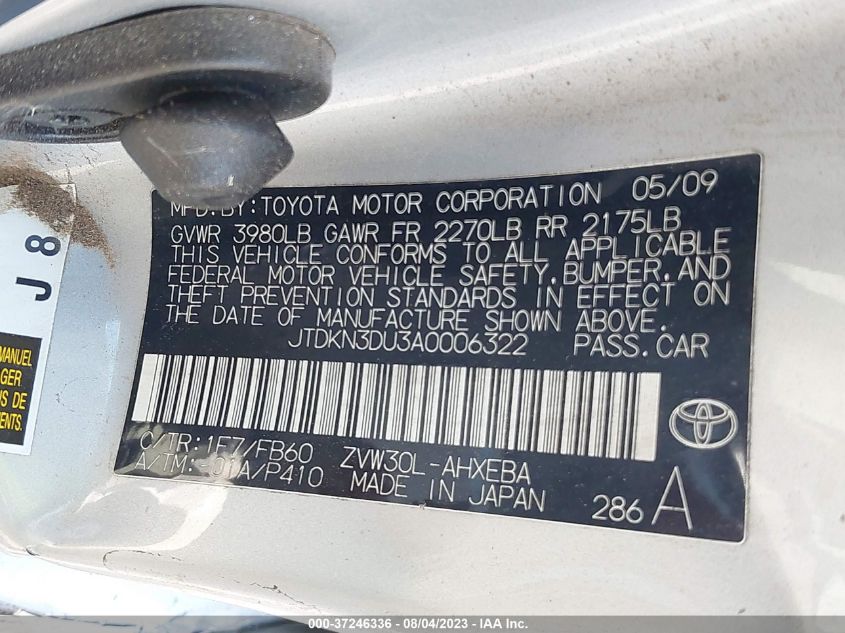 MFD. BY: TOYOTA MOTOR CORPORATION 05/09
GVWR 3980LB GAWR FR 2270LB RR 2175LB
THIS VEHICLE CONFORMS TO ALL APPLICABLE
FEDERAL MOTOR VEHICLE SAFETY, BUMPER, AND
THEFT PREVENTION STANDARDS IN EFFECT ON
THE DATE OF MANUFACTURE SHOWN ABOVE.
JTDKN3DU3A0006322 PASS. CAR
C/TR: 1F7/FB60 ZVW30L-AHXEBA
A/TM: -01A/P410 MADE IN JAPAN
286 A
J 8
MANUEL
GER
S DE
ENTS.
000-37246336 - 08/04/2023 - IAA Inc.